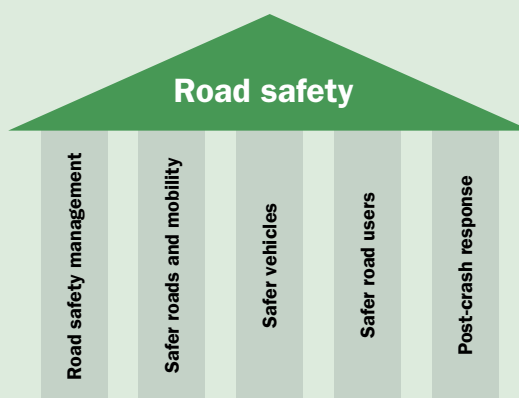 Road safety
Road safety management
Safer roads and mobility
Safer vehicles
Safer road users
Post-crash response